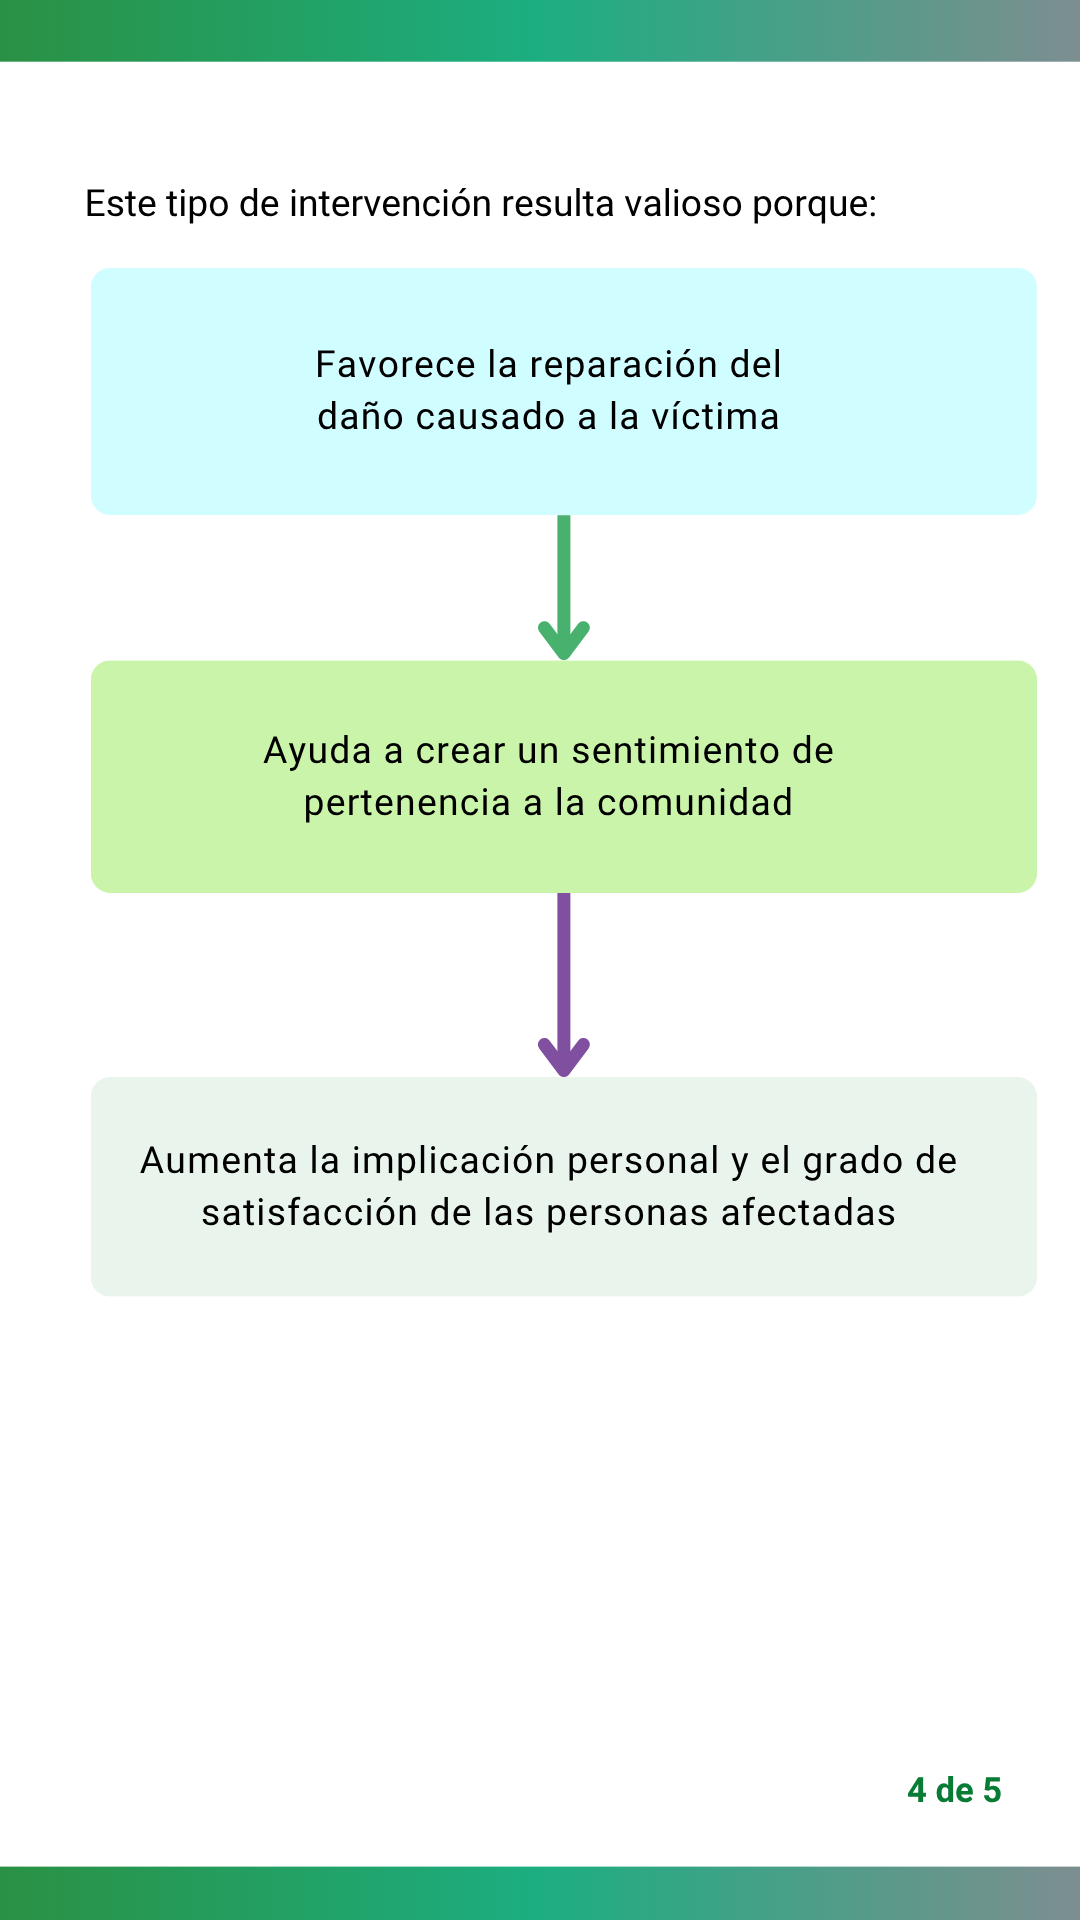 Este tipo de intervención resulta valioso porque:
Favorece la reparación del
daño causado a la víctima
Ayuda a crear un sentimiento de
pertenencia a la comunidad
Aumenta la implicación personal y el grado de
satisfacción de las personas afectadas
4 de 5